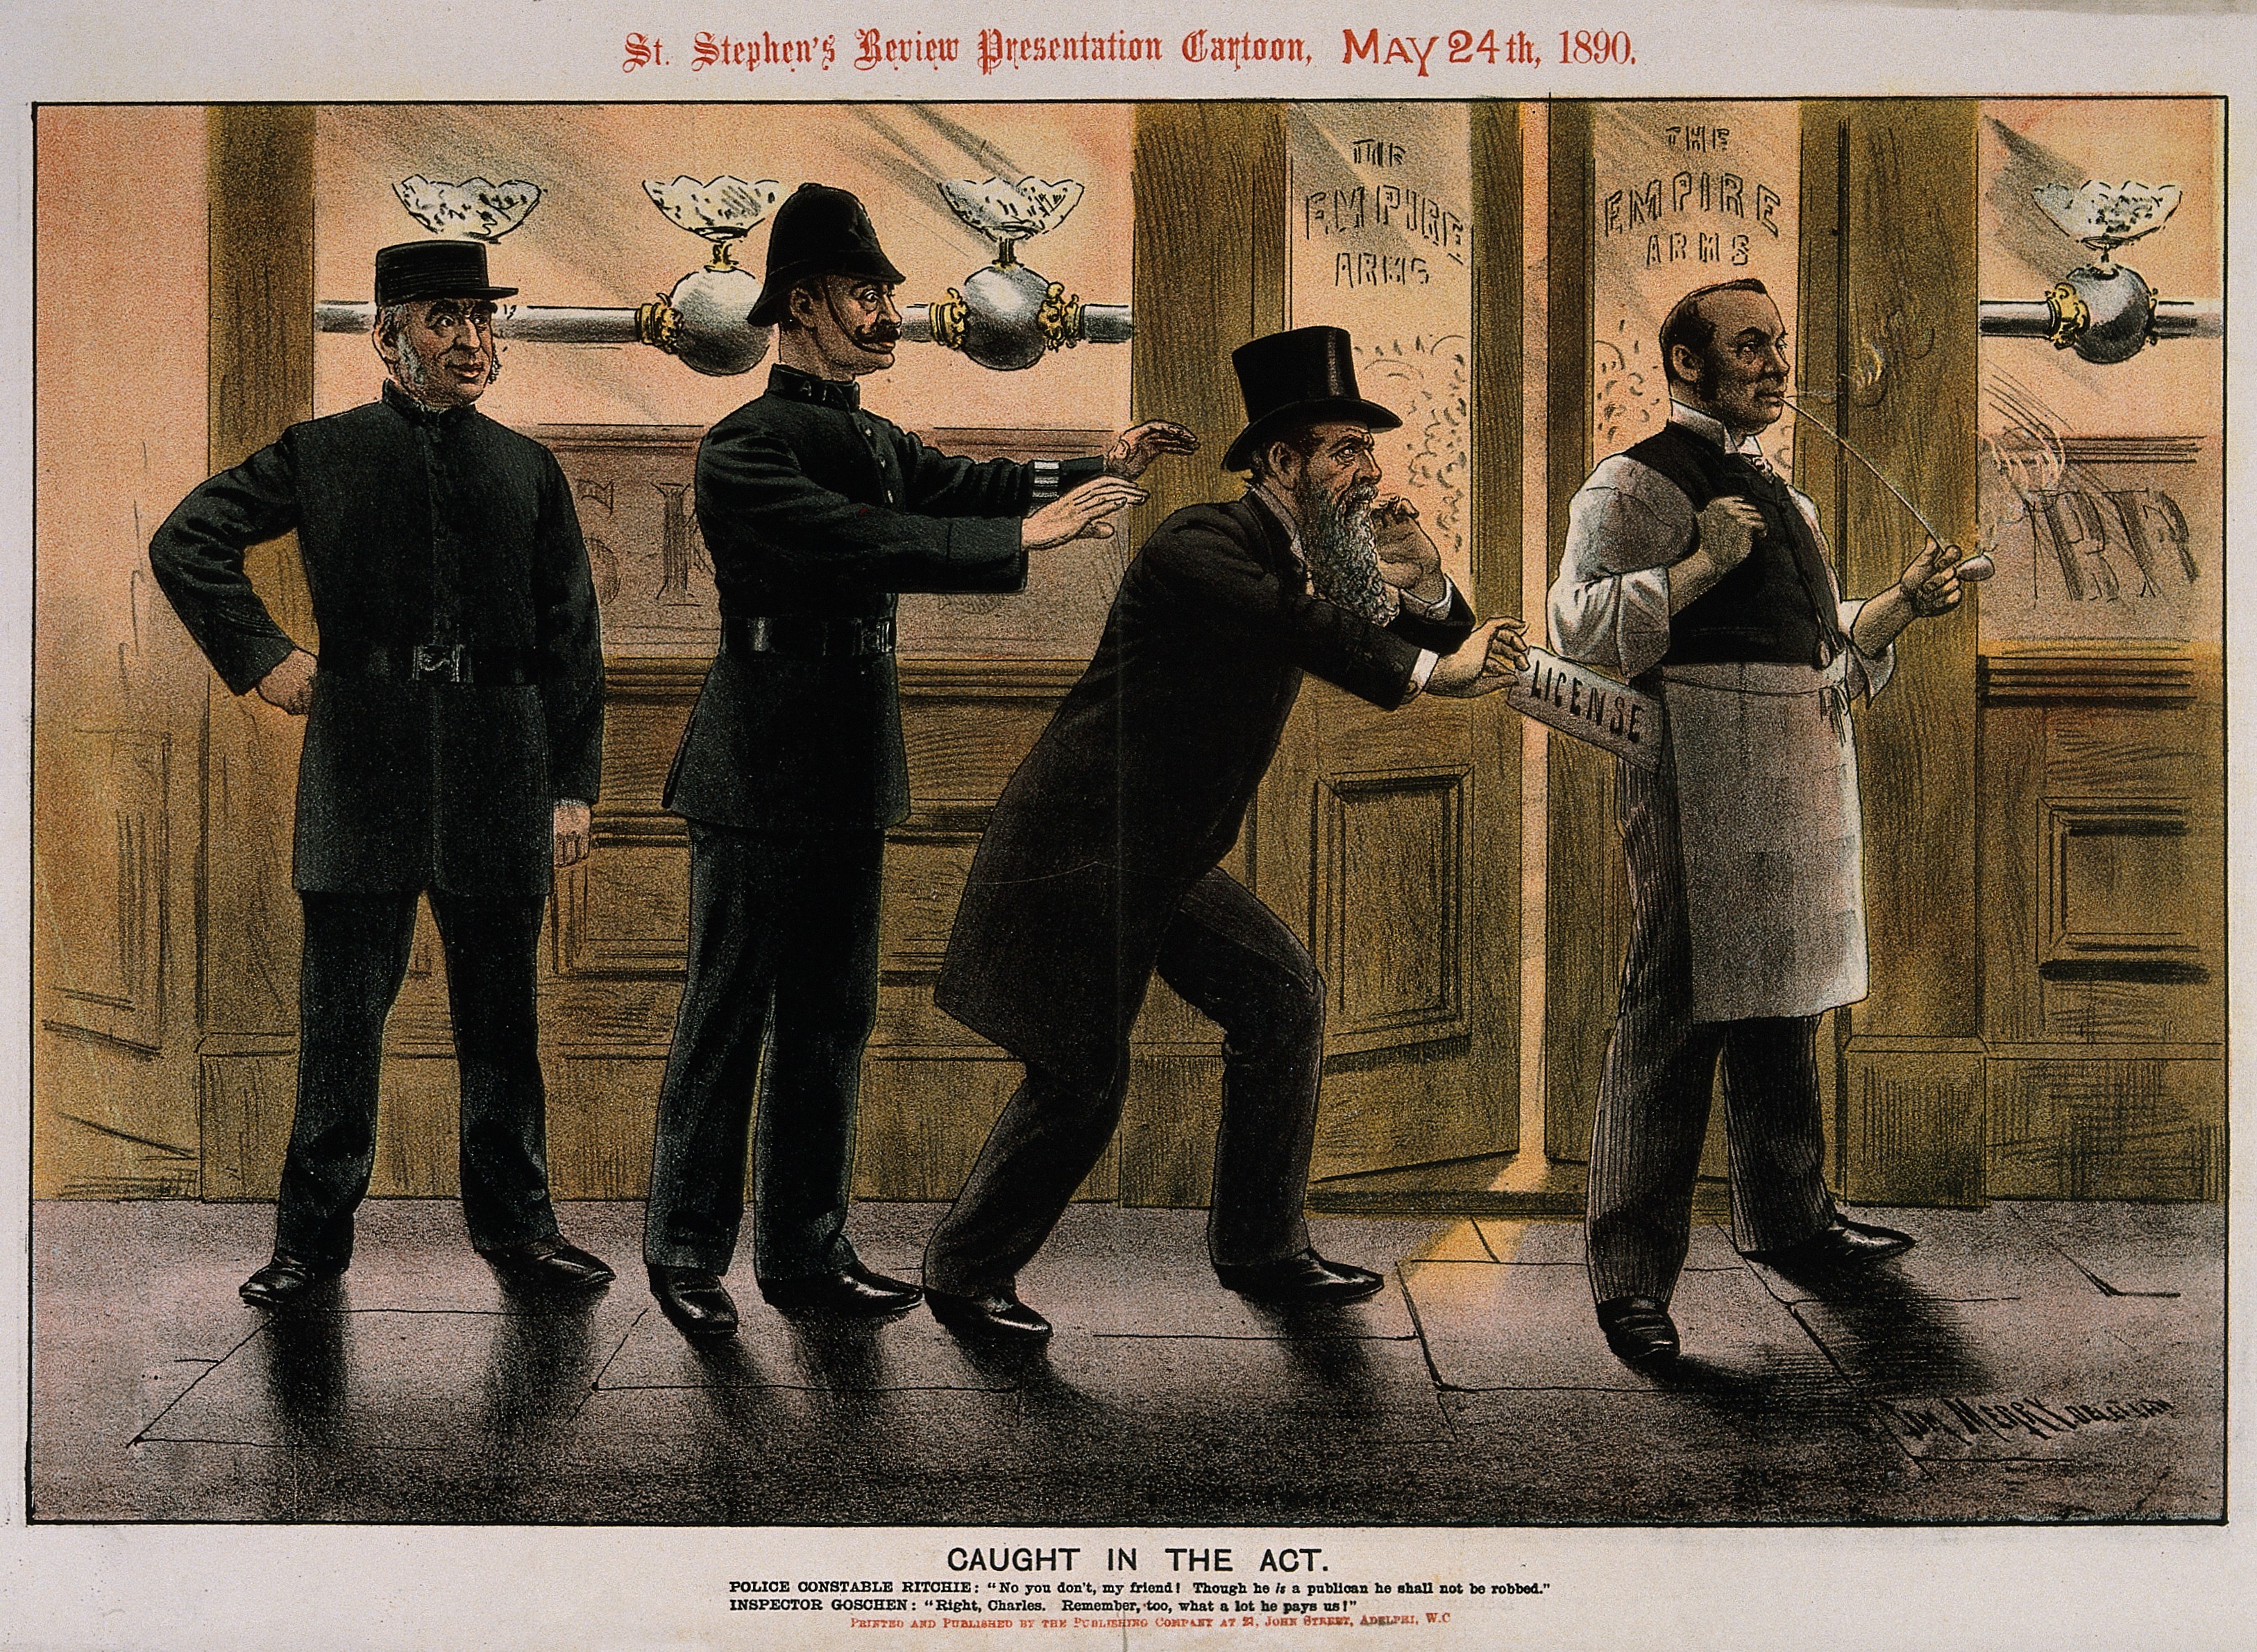 St. Stephen's Review Presentation Cartoon, MAY 24th, 1890.
THE
EMPIRE
ARMS
THE
EMPIRE
ARMS
LICENSE
CAUGHT IN THE ACT.
POLICE CONSTABLE RITCHIE: "No you don't, my friend! Though he is a publican he shall not be robbed."
INSPECTOR GOSCHEN: "Right, Charles. Remember, too, what a lot he pays us!"
PRINTED AND PUBLISHED BY THE PUBLISHING COMPANY AT JOHN STREET, ADELPHI, W.C